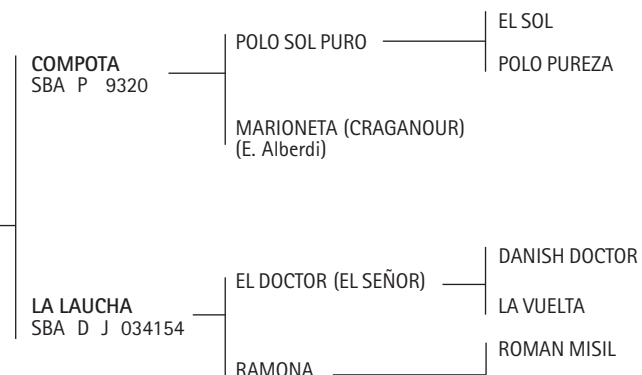 COMPOTA
SBA P 9320
POLO SOL PURO
EL SOL
POLO PUREZA
MARIONETA (CRAGANOUR)
(E. Alberdi)
LA LAUCHA
SBA D J 034154
EL DOCTOR (EL SEÑOR)
DANISH DOCTOR
LA VUELTA
RAMONA
ROMAN MISIL